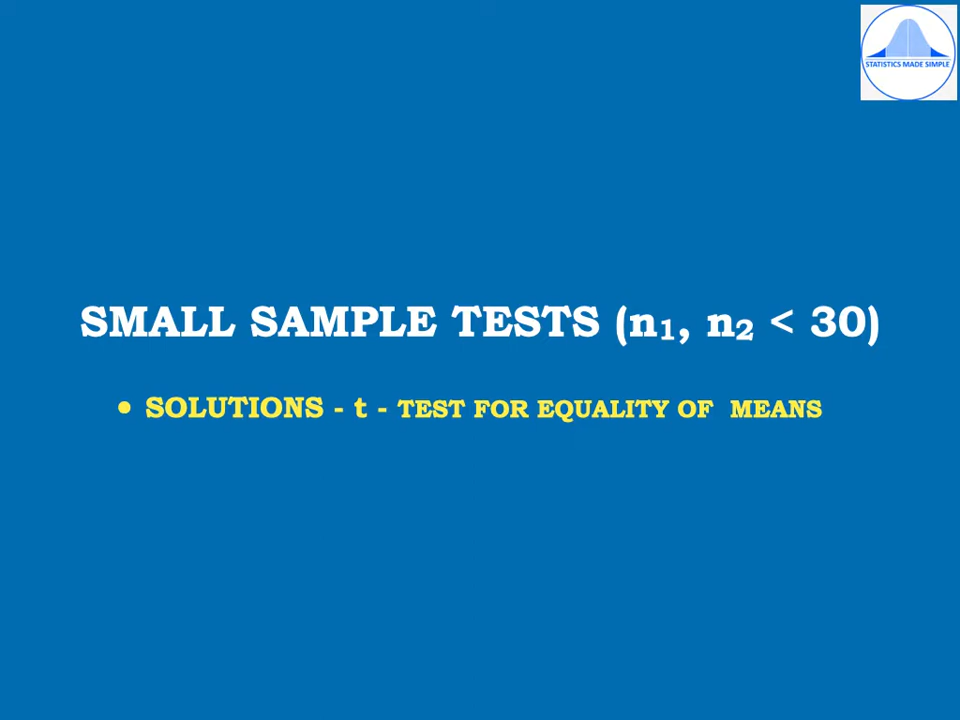 STATISTICS MADE SIMPLE
SMALL SAMPLE TESTS (n₁, n₂ < 30)
• SOLUTIONS - t - TEST FOR EQUALITY OF MEANS